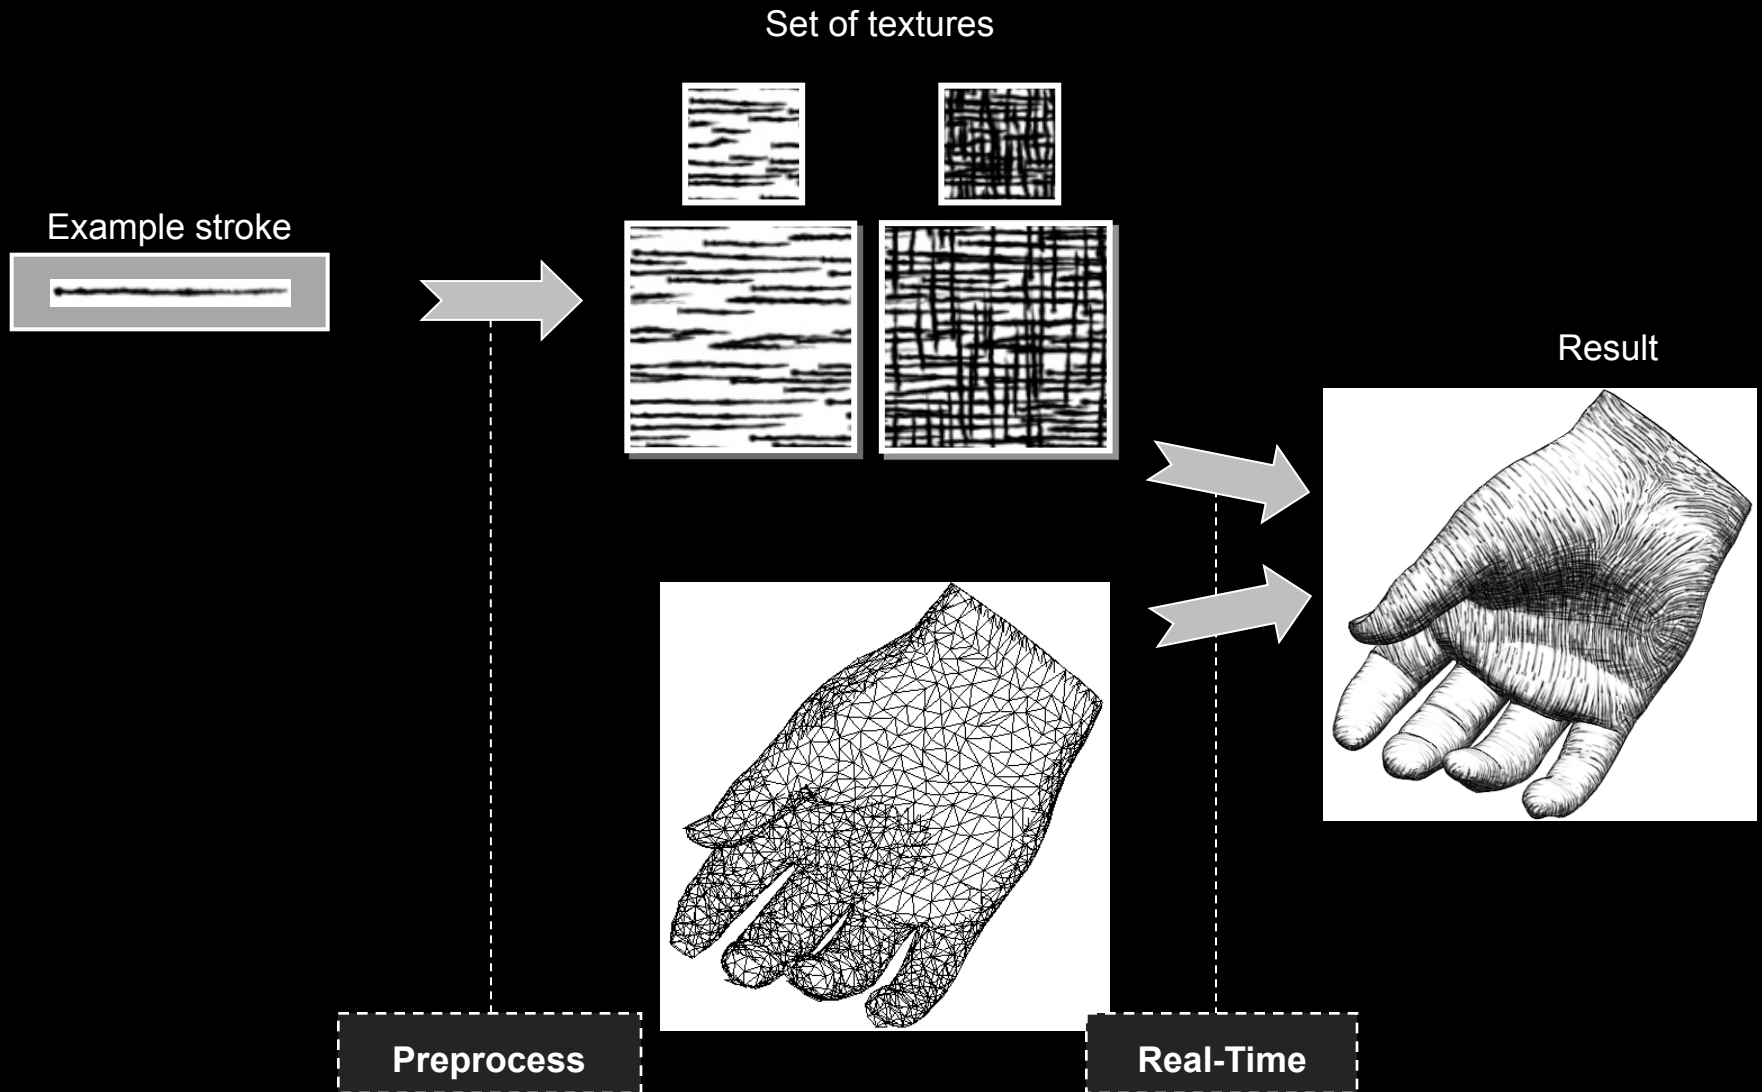 Set of textures
Example stroke
Result
Preprocess
Real-Time